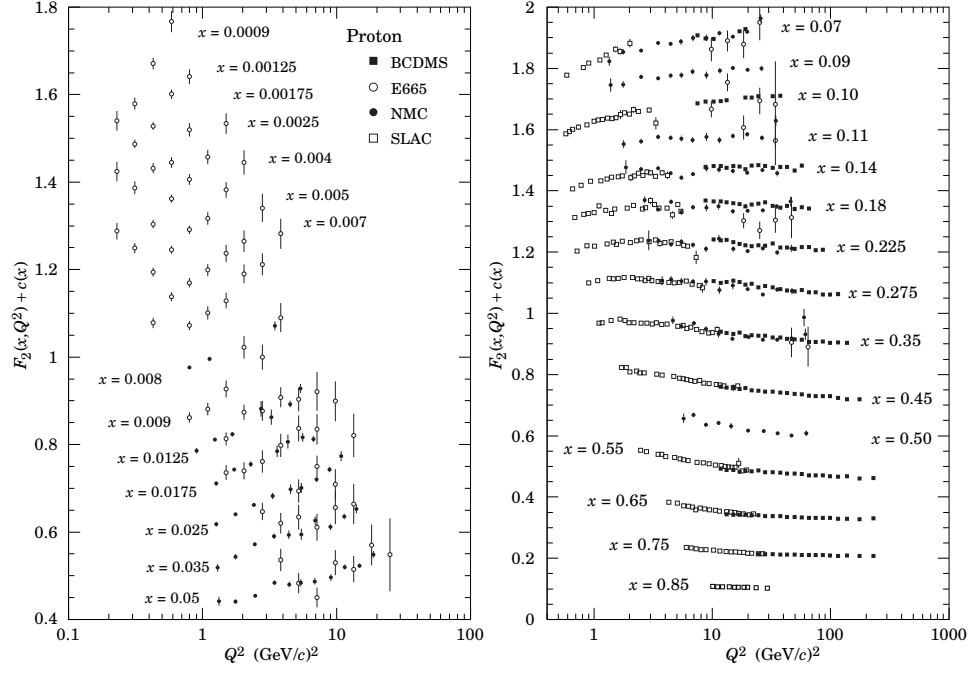 Proton
BCDMS
E665
NMC
SLAC
x = 0.0009
x = 0.00125
x = 0.00175
x = 0.0025
x = 0.004
x = 0.005
x = 0.007
x = 0.008
x = 0.009
x = 0.0125
x = 0.0175
x = 0.025
x = 0.035
x = 0.05
1.8
1.6
1.4
1.2
1
0.8
0.6
0.4
F₂(x,Q²) + c(x)
0.1
1
10
100
Q² (GeV/c)²
x = 0.07
x = 0.09
x = 0.10
x = 0.11
x = 0.14
x = 0.18
x = 0.225
x = 0.275
x = 0.35
x = 0.45
x = 0.50
x = 0.55
x = 0.65
x = 0.75
x = 0.85
2
1.8
1.6
1.4
1.2
1
0.8
0.6
0.4
0.2
0
F₂(x,Q²) + c(x)
1
10
100
1000
Q² (GeV/c)²